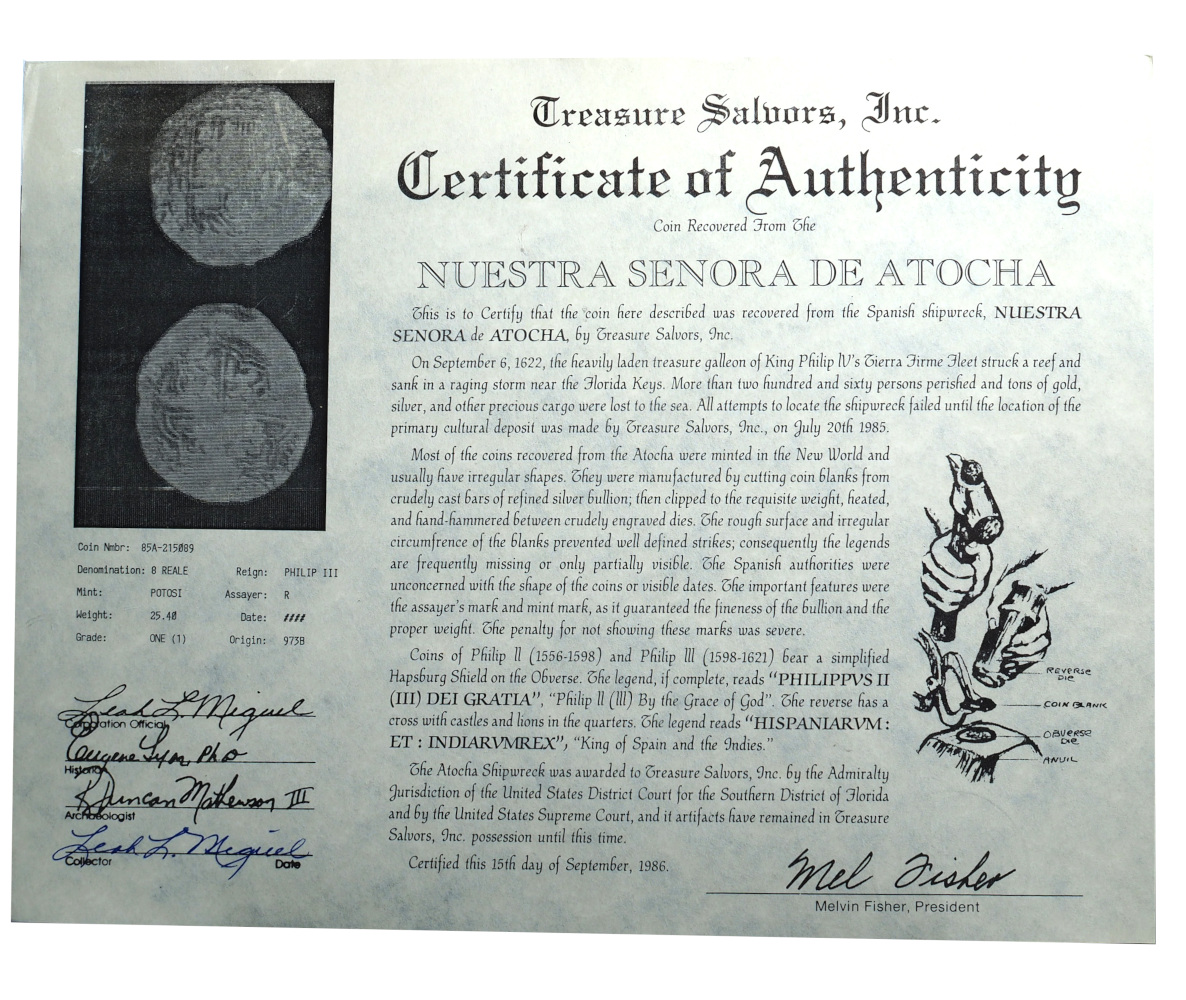 Treasure Salvors, Inc.
Certificate of Authenticity
Coin Recovered From The
NUESTRA SENORA DE ATOCHA
This is to Certify that the coin here described was recovered from the Spanish shipwreck, NUESTRA
SENORA de ATOCHA, by Treasure Salvors, Inc.
On September 6, 1622, the heavily laden treasure galleon of King Philip IV's Tierra Firme Fleet struck a reef and
sank in a raging storm near the Florida Keys. More than two hundred and sixty persons perished and tons of gold,
silver, and other precious cargo were lost to the sea. All attempts to locate the shipwreck failed until the location of the
primary cultural deposit was made by Treasure Salvors, Inc., on July 20th 1985.
Most of the coins recovered from the Atocha were minted in the New World and
usually have irregular shapes. They were manufactured by cutting coin blanks from
crudely cast bars of refined silver bullion; then clipped to the requisite weight, heated,
and hand-hammered between crudely engraved dies. The rough surface and irregular
circumfrence of the blanks prevented well defined strikes; consequently the legends
are frequently missing or only partially visible. The Spanish authorities were
unconcerned with the shape of the coins or visible dates. The important features were
the assayer's mark and mint mark, as it guaranteed the fineness of the bullion and the
proper weight. The penalty for not showing these marks was severe.
Coins of Philip II (1556-1598) and Philip III (1598-1621) bear a simplified
Hapsburg Shield on the Obverse. The legend, if complete, reads "PHILIPPVS II
(III) DEI GRATIA", "Philip II (III) By the Grace of God". The reverse has a
cross with castles and lions in the quarters. The legend reads "HISPANIARVM :
ET : INDIARVMREX", "King of Spain and the Indies."
The Atocha Shipwreck was awarded to Treasure Salvors, Inc. by the Admiralty
Jurisdiction of the United States District Court for the Southern District of Florida
and by the United States Supreme Court, and it artifacts have remained in Treasure
Salvors, Inc. possession until this time.
Certified this 15th day of September, 1986.
Mel Fisher
Melvin Fisher, President
REVERSE
DIE
COIN BLANK
OBVERSE
DIE
ANVIL
Coin Nmbr: 85A-215089
Denomination: 8 REALE Reign: PHILIP III
Mint: POTOSI Assayer: R
Weight: 25.40 Date: ####
Grade: ONE (1) Origin: 973B
Leah L. Miguel
Corporation Official
Eugene Lyon PhD
Historian
R Duncan Mathewson III
Archaeologist
Leah L. Miguel
Collector Date